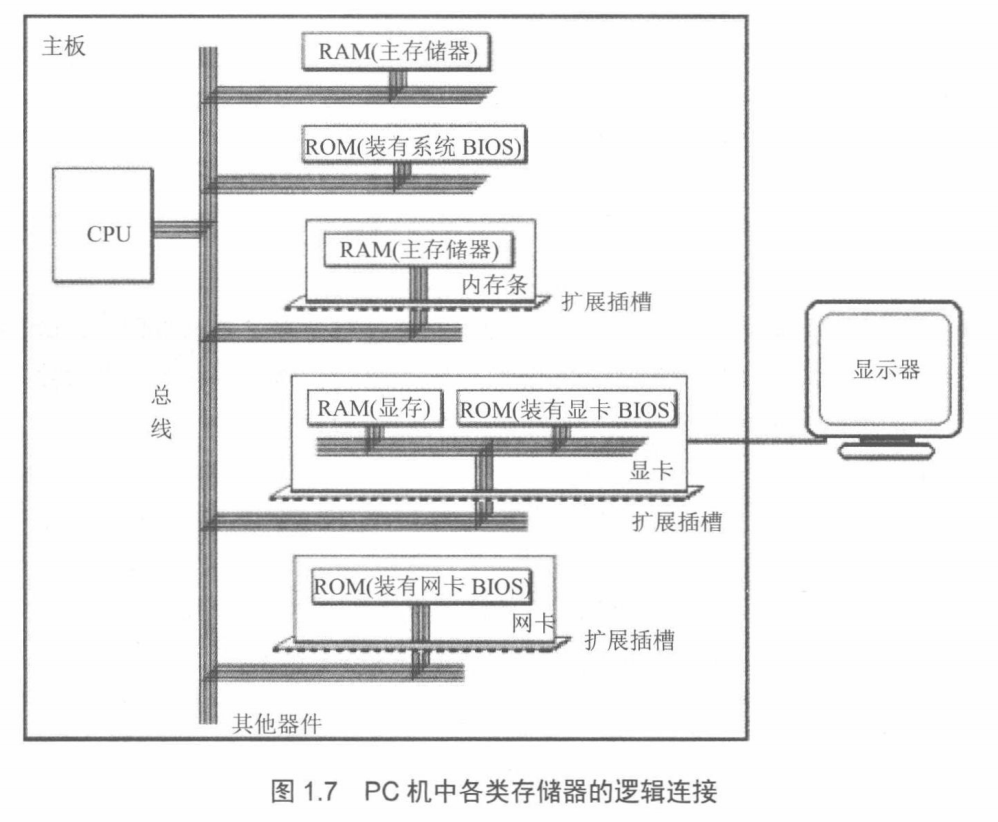 主板
RAM(主存储器)
ROM(装有系统 BIOS)
CPU
RAM(主存储器)
内存条
扩展插槽
显示器
总
线
RAM(显存)
ROM(装有显卡 BIOS)
显卡
扩展插槽
ROM(装有网卡 BIOS)
网卡
扩展插槽
其他器件
图 1.7 PC 机中各类存储器的逻辑连接